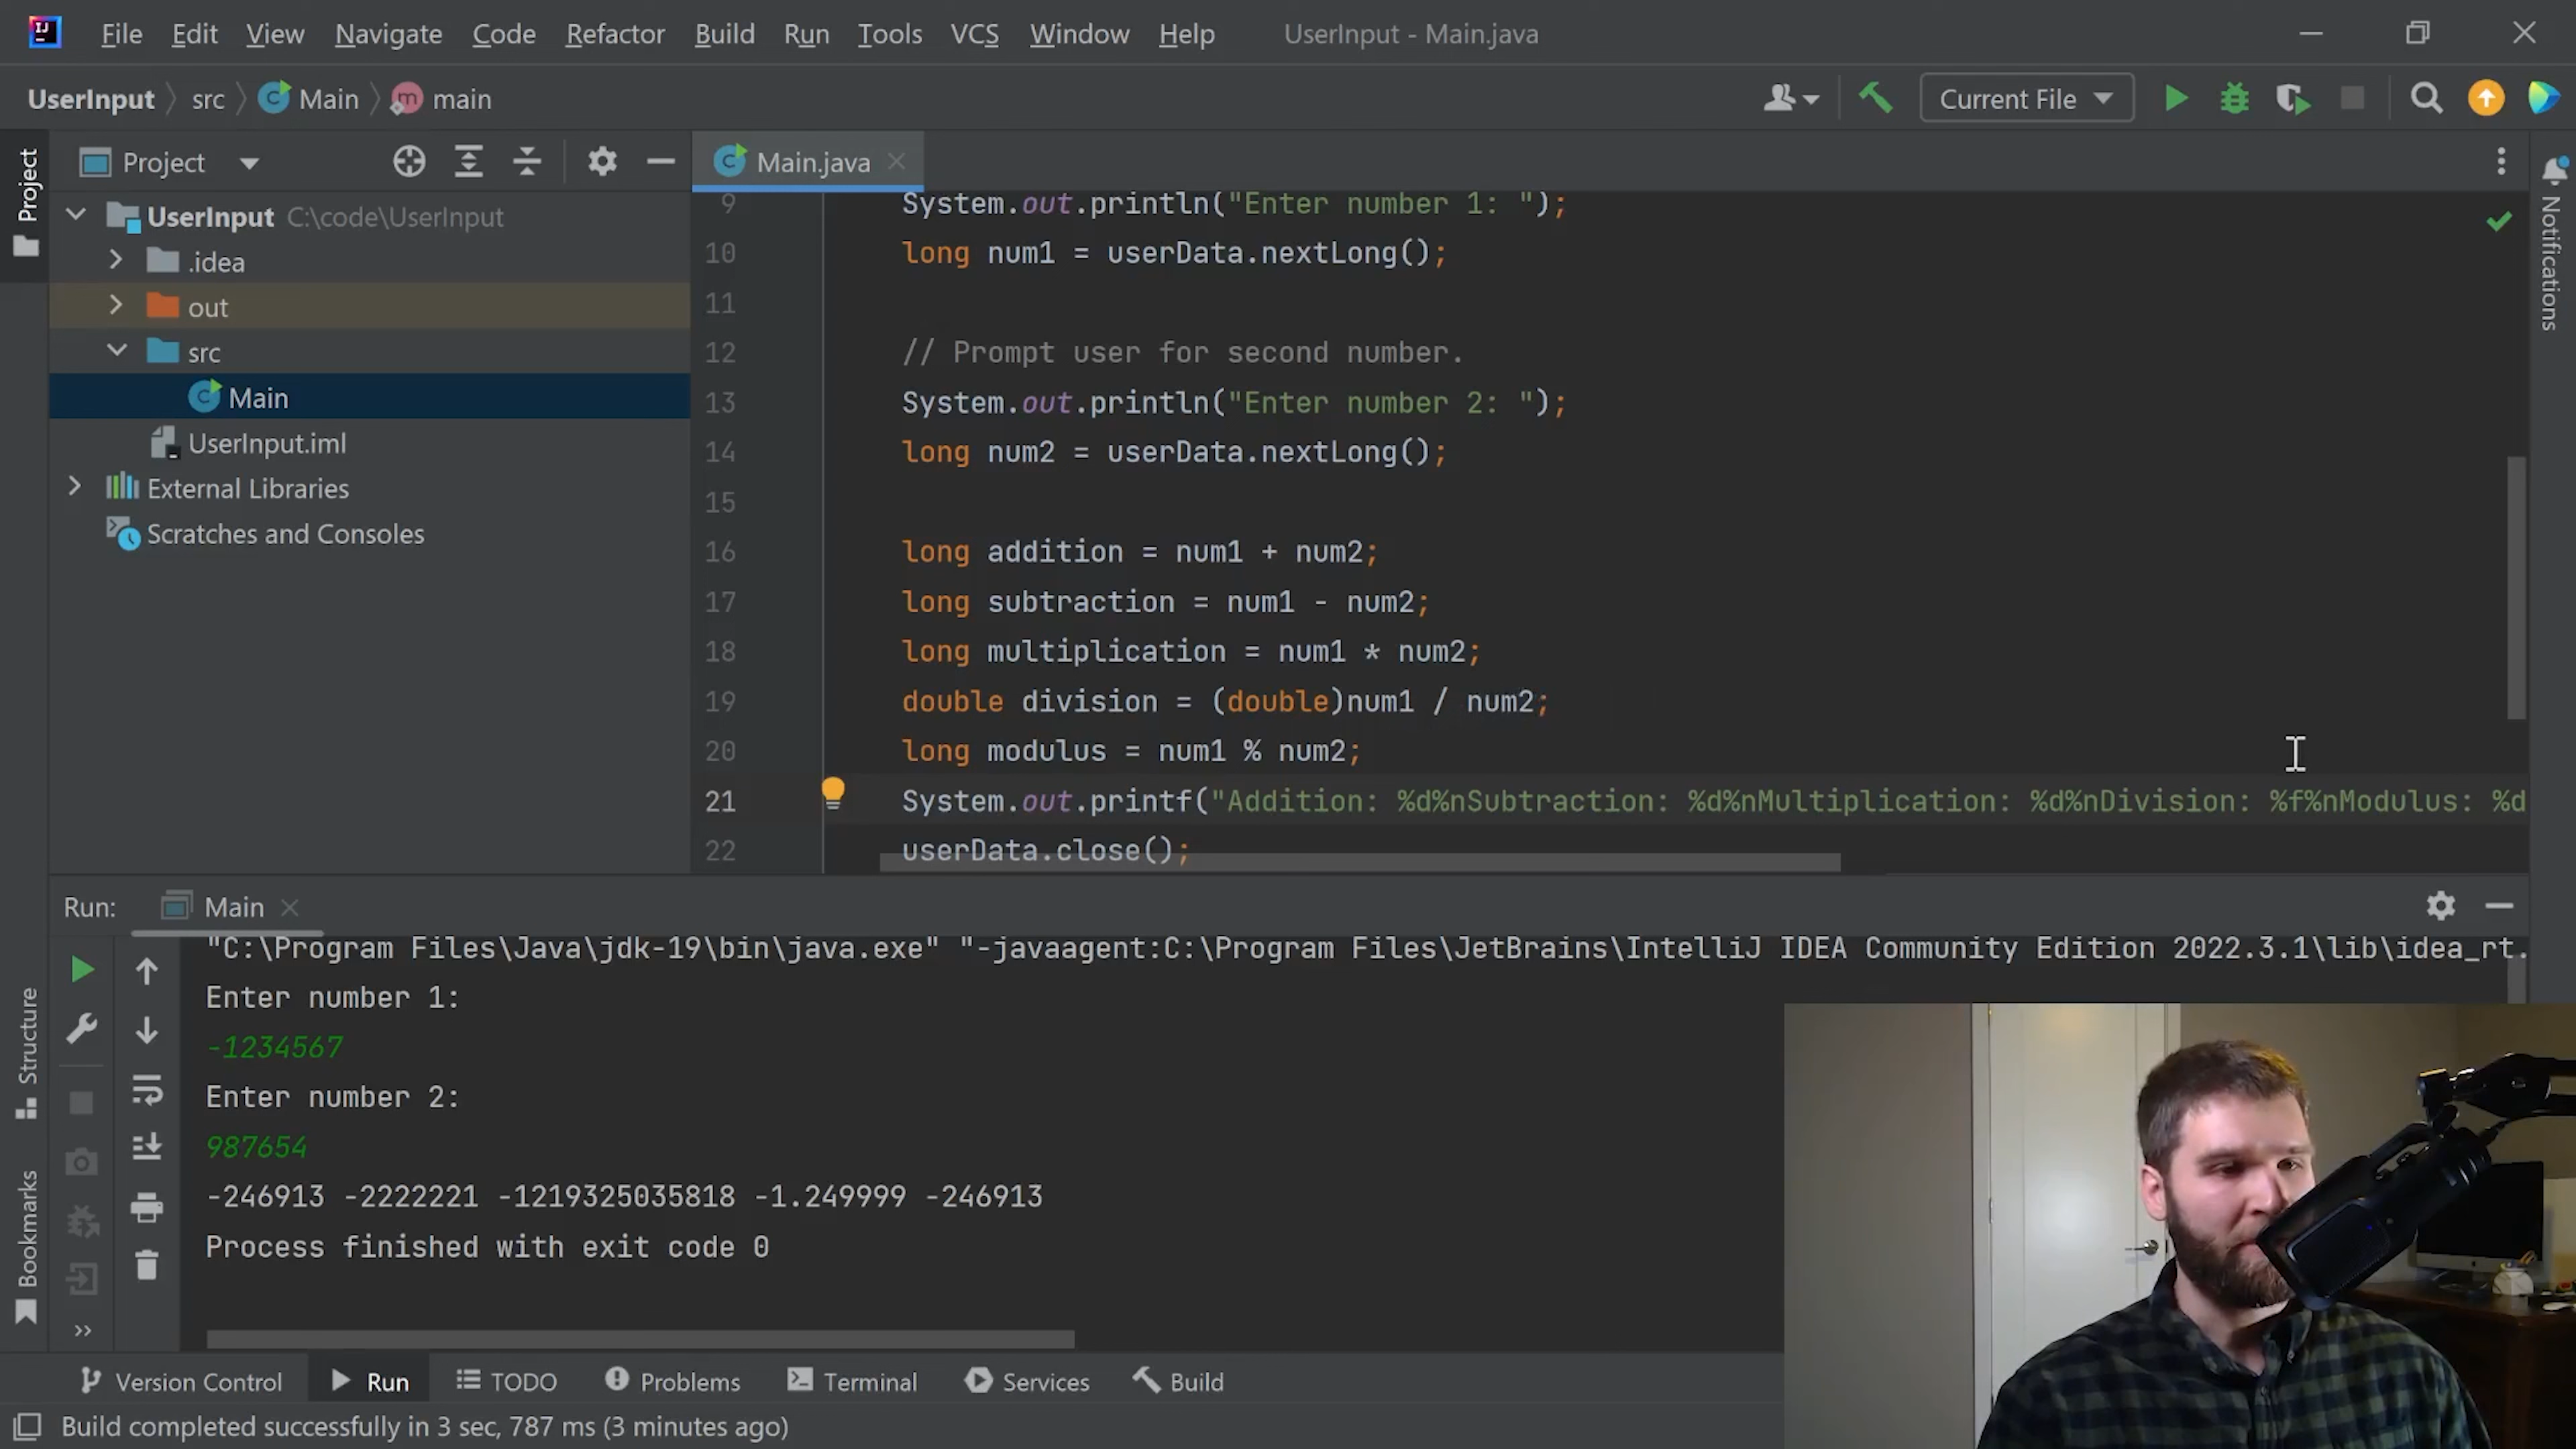 IJ File Edit View Navigate Code Refactor Build Run Tools VCS Window Help UserInput - Main.java
UserInput src Main main Current File
Project
Project Main.java
Notifications
UserInput C:\code\UserInput
.idea
out
src
Main
UserInput.iml
External Libraries
Scratches and Consoles
9 System.out.println("Enter number 1: ");
10 long num1 = userData.nextLong();
11
12 // Prompt user for second number.
13 System.out.println("Enter number 2: ");
14 long num2 = userData.nextLong();
15
16 long addition = num1 + num2;
17 long subtraction = num1 - num2;
18 long multiplication = num1 * num2;
19 double division = (double)num1 / num2;
20 long modulus = num1 % num2;
21 System.out.printf("Addition: %d%nSubtraction: %d%nMultiplication: %d%nDivision: %f%nModulus: %d
22 userData.close();
Run: Main
"C:\Program Files\Java\jdk-19\bin\java.exe" "-javaagent:C:\Program Files\JetBrains\IntelliJ IDEA Community Edition 2022.3.1\lib\idea_rt.
Enter number 1:
-1234567
Enter number 2:
987654
-246913 -2222221 -1219325035818 -1.249999 -246913
Process finished with exit code 0
Structure
Bookmarks
Version Control Run TODO Problems Terminal Services Build
Build completed successfully in 3 sec, 787 ms (3 minutes ago)